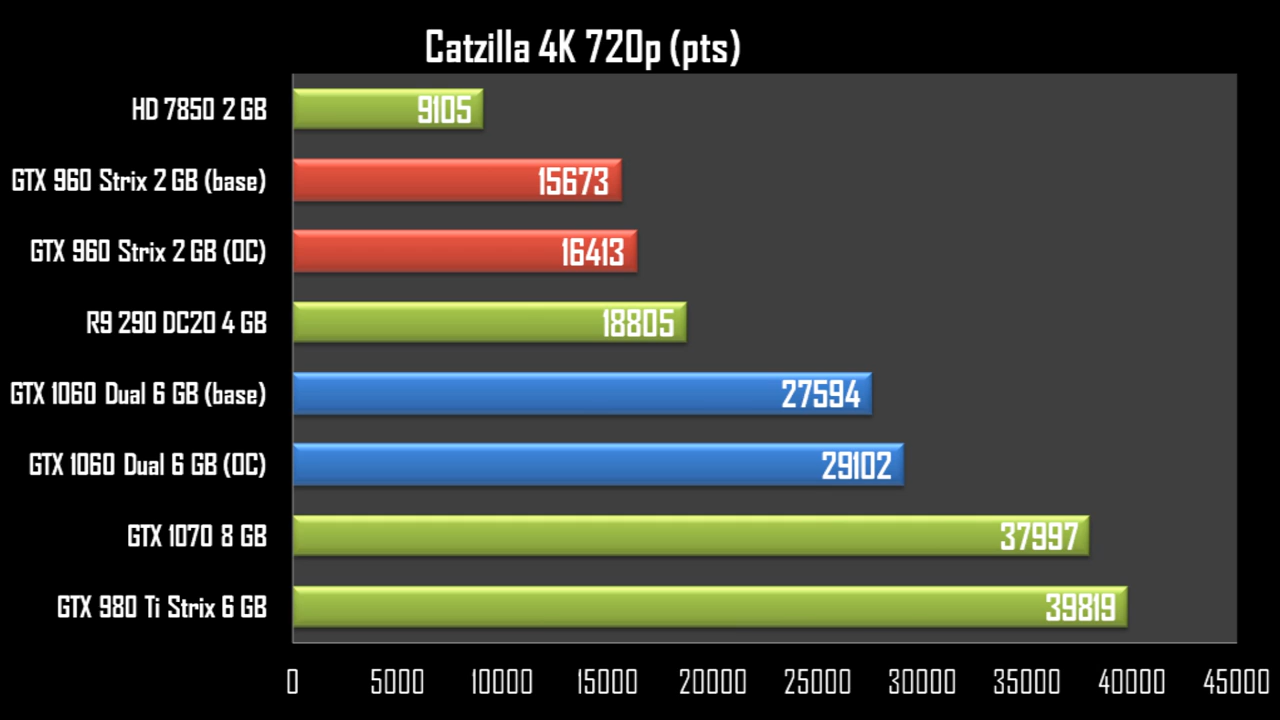 Catzilla 4K 720p (pts)
HD 7850 2 GB 9105
GTX 960 Strix 2 GB (base) 15673
GTX 960 Strix 2 GB (OC) 16413
R9 290 DC2O 4 GB 18805
GTX 1060 Dual 6 GB (base) 27594
GTX 1060 Dual 6 GB (OC) 29102
GTX 1070 8 GB 37997
GTX 980 Ti Strix 6 GB 39819
0 5000 10000 15000 20000 25000 30000 35000 40000 45000